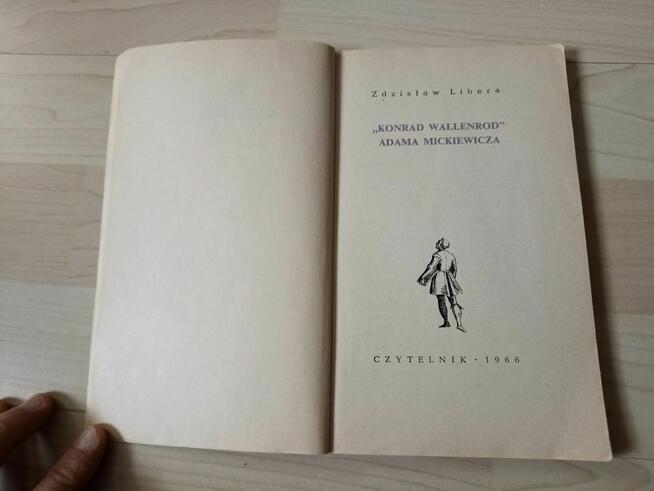 Zdzisław Libera
„KONRAD WALLENROD”
ADAMA MICKIEWICZA
CZYTELNIK · 1966